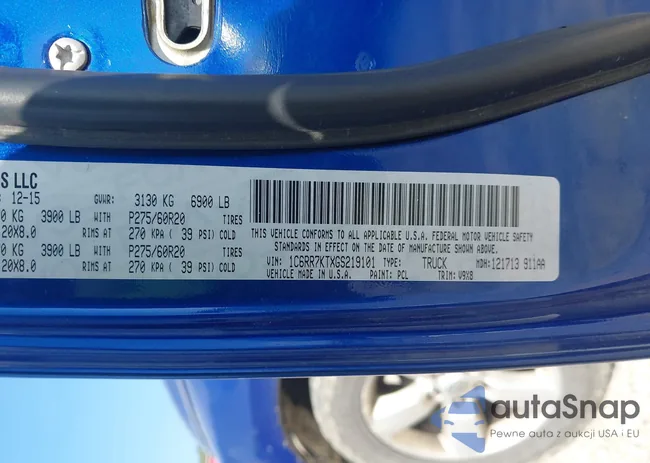 S LLC
12-15 GVWR: 3130 KG 6900 LB
KG 3900 LB WITH P275/60R20 TIRES
20X8.0 RIMS AT 270 KPA ( 39 PSI) COLD
KG 3900 LB WITH P275/60R20 TIRES
20X8.0 RIMS AT 270 KPA ( 39 PSI) COLD
THIS VEHICLE CONFORMS TO ALL APPLICABLE U.S.A. FEDERAL MOTOR VEHICLE SAFETY
STANDARDS IN EFFECT ON THE DATE OF MANUFACTURE SHOWN ABOVE.
VIN: 1C6RR7KTXGS219101 TYPE: TRUCK MDH: 121713 911AA
VEHICLE MADE IN U.S.A. PAINT: PCL TRIM: V9X8
autaSnap
Pewne auta z aukcji USA i EU